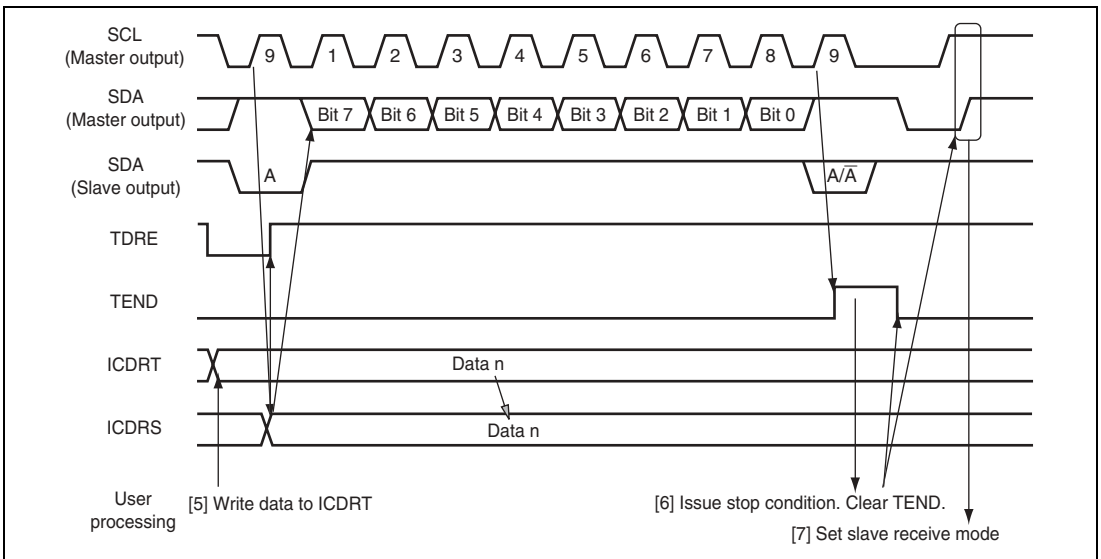 SCL
(Master output)
9 1 2 3 4 5 6 7 8 9
SDA
(Master output)
Bit 7 Bit 6 Bit 5 Bit 4 Bit 3 Bit 2 Bit 1 Bit 0
SDA
(Slave output)
A A/A̅
TDRE
TEND
ICDRT
Data n
ICDRS
Data n
User
processing
[5] Write data to ICDRT
[6] Issue stop condition. Clear TEND.
[7] Set slave receive mode